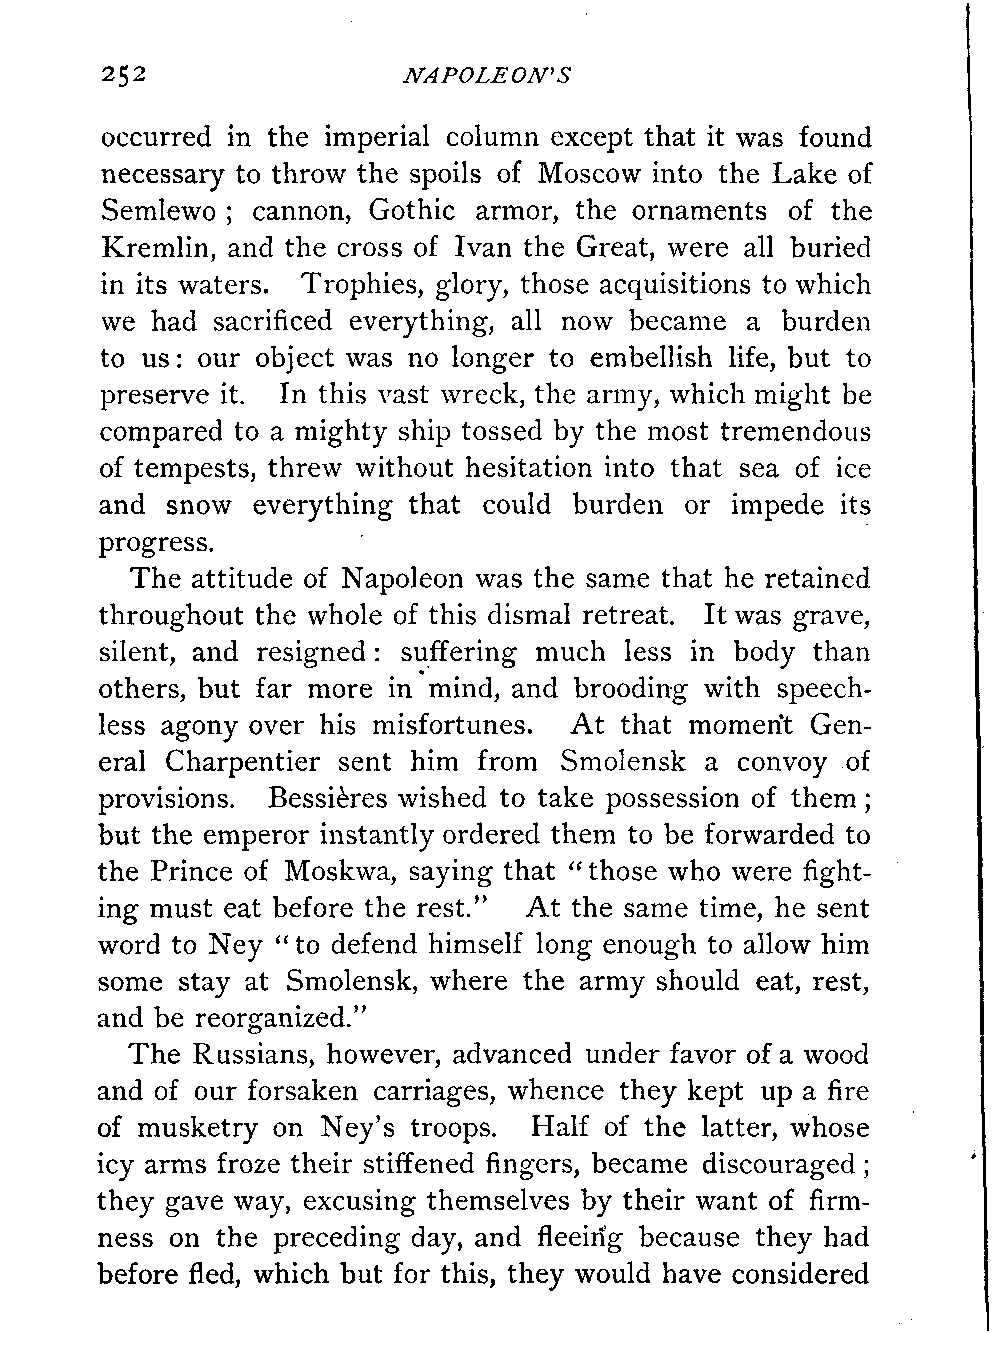 252 NAPOLEON'S
occurred in the imperial column except that it was found
necessary to throw the spoils of Moscow into the Lake of
Semlewo ; cannon, Gothic armor, the ornaments of the
Kremlin, and the cross of Ivan the Great, were all buried
in its waters. Trophies, glory, those acquisitions to which
we had sacrificed everything, all now became a burden
to us: our object was no longer to embellish life, but to
preserve it. In this vast wreck, the army, which might be
compared to a mighty ship tossed by the most tremendous
of tempests, threw without hesitation into that sea of ice
and snow everything that could burden or impede its
progress.
The attitude of Napoleon was the same that he retained
throughout the whole of this dismal retreat. It was grave,
silent, and resigned : suffering much less in body than
others, but far more in mind, and brooding with speech-
less agony over his misfortunes. At that moment Gen-
eral Charpentier sent him from Smolensk a convoy of
provisions. Bessières wished to take possession of them ;
but the emperor instantly ordered them to be forwarded to
the Prince of Moskwa, saying that "those who were fight-
ing must eat before the rest." At the same time, he sent
word to Ney "to defend himself long enough to allow him
some stay at Smolensk, where the army should eat, rest,
and be reorganized."
The Russians, however, advanced under favor of a wood
and of our forsaken carriages, whence they kept up a fire
of musketry on Ney's troops. Half of the latter, whose
icy arms froze their stiffened fingers, became discouraged ;
they gave way, excusing themselves by their want of firm-
ness on the preceding day, and fleeing because they had
before fled, which but for this, they would have considered